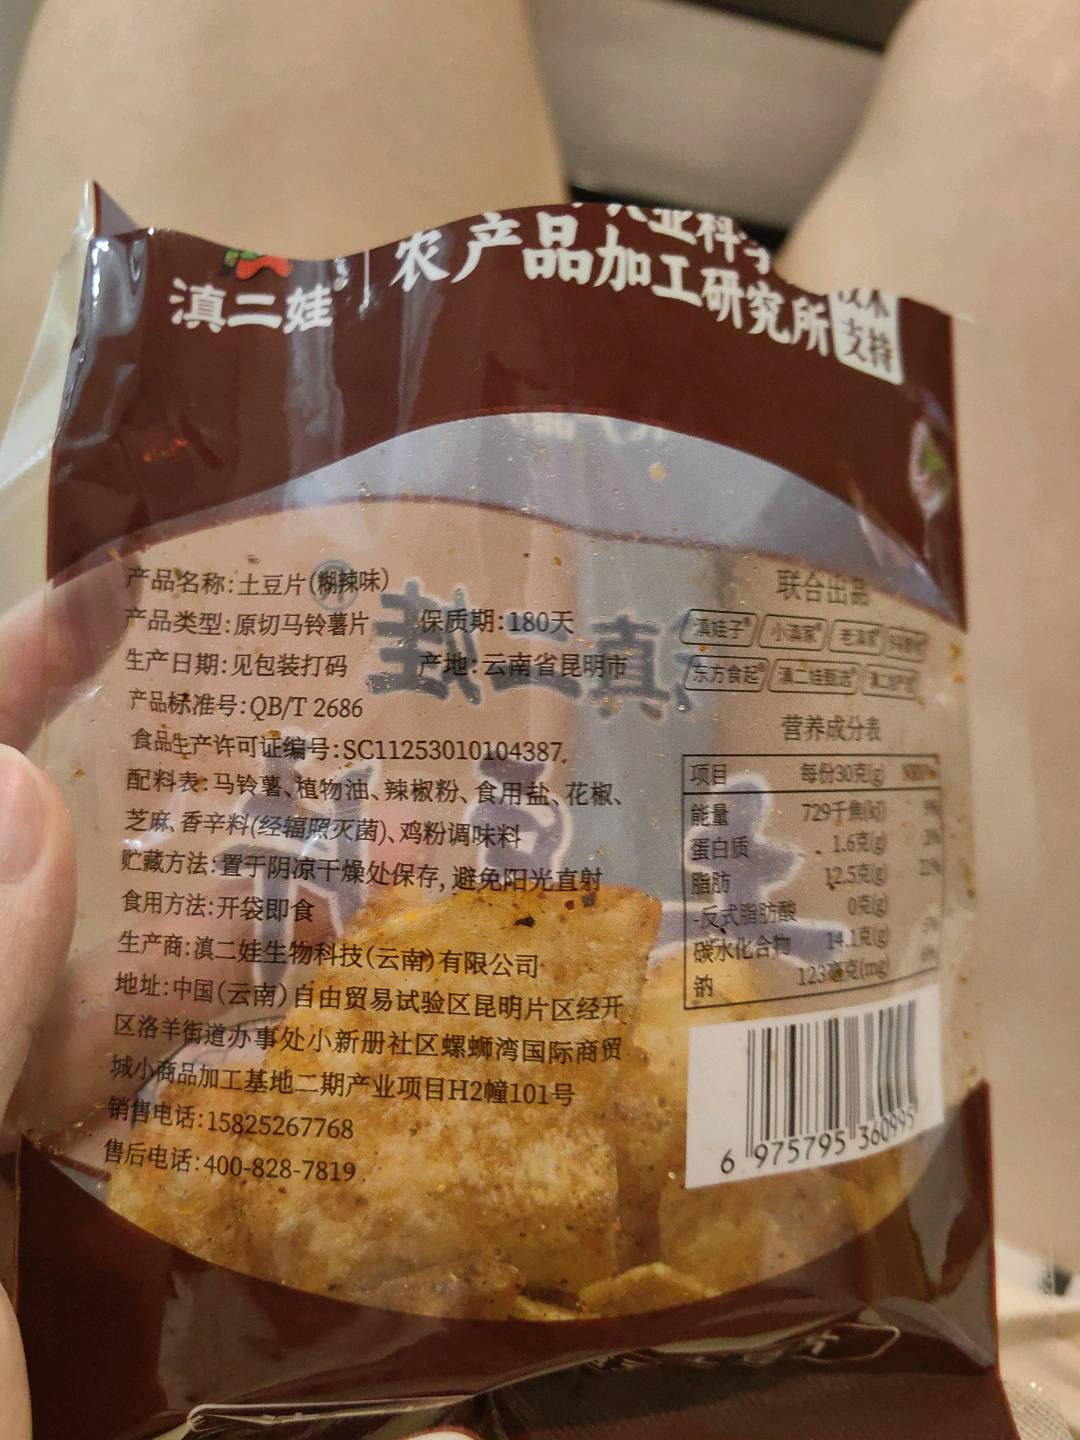 滇二娃
农产品加工研究所
支持
产品名称:土豆片(糊辣味)
产品类型:原切马铃薯片 保质期:180天
生产日期:见包装打码 产地:云南省昆明市
产品标准号:QB/T 2686
食品生产许可证编号:SC11253010104387
配料表:马铃薯、植物油、辣椒粉、食用盐、花椒、
芝麻、香辛料(经辐照灭菌)、鸡粉调味料
贮藏方法:置于阴凉干燥处保存,避免阳光直射
食用方法:开袋即食
生产商:滇二娃生物科技(云南)有限公司
地址:中国(云南)自由贸易试验区昆明片区经开
区洛羊街道办事处小新册社区螺蛳湾国际商贸
城小商品加工基地二期产业项目H2幢101号
销售电话:15825267768
售后电话:400-828-7819
联合出品
滇娃子® 小滇家® 老滇
东方食起® 滇二娃甄选®
营养成分表
项目 每份30克(g)
能量 729千焦(kJ)
蛋白质 1.6克(g)
脂肪 12.5克(g)
-反式脂肪酸 0克(g)
碳水化合物 14.1克(g)
钠 123毫克(mg)
6 975795 360995